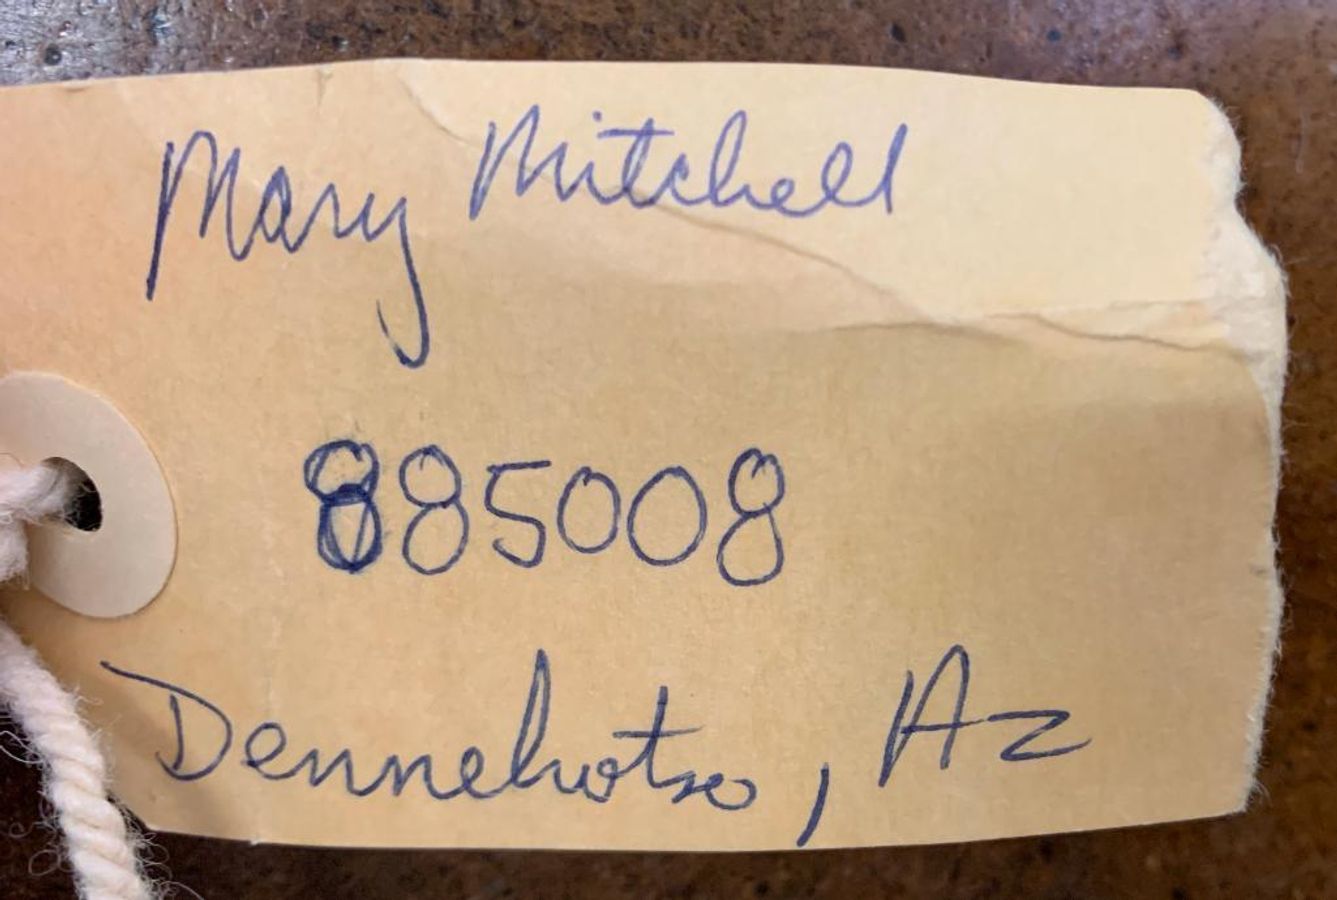 Mary Mitchell
885008
Dennehotso, Az